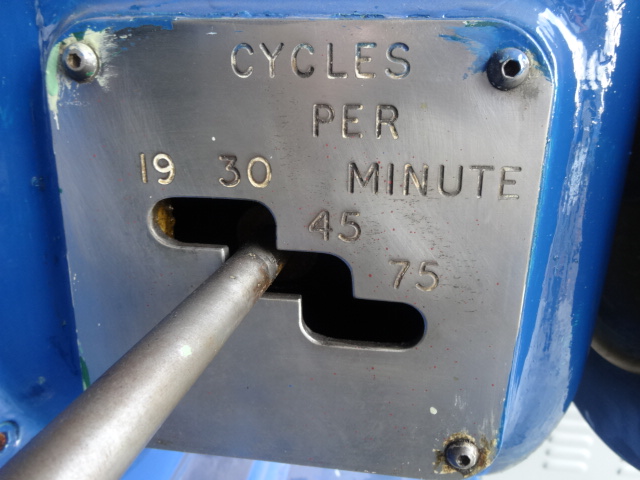 CYCLES
PER
MINUTE
19 30
45
75